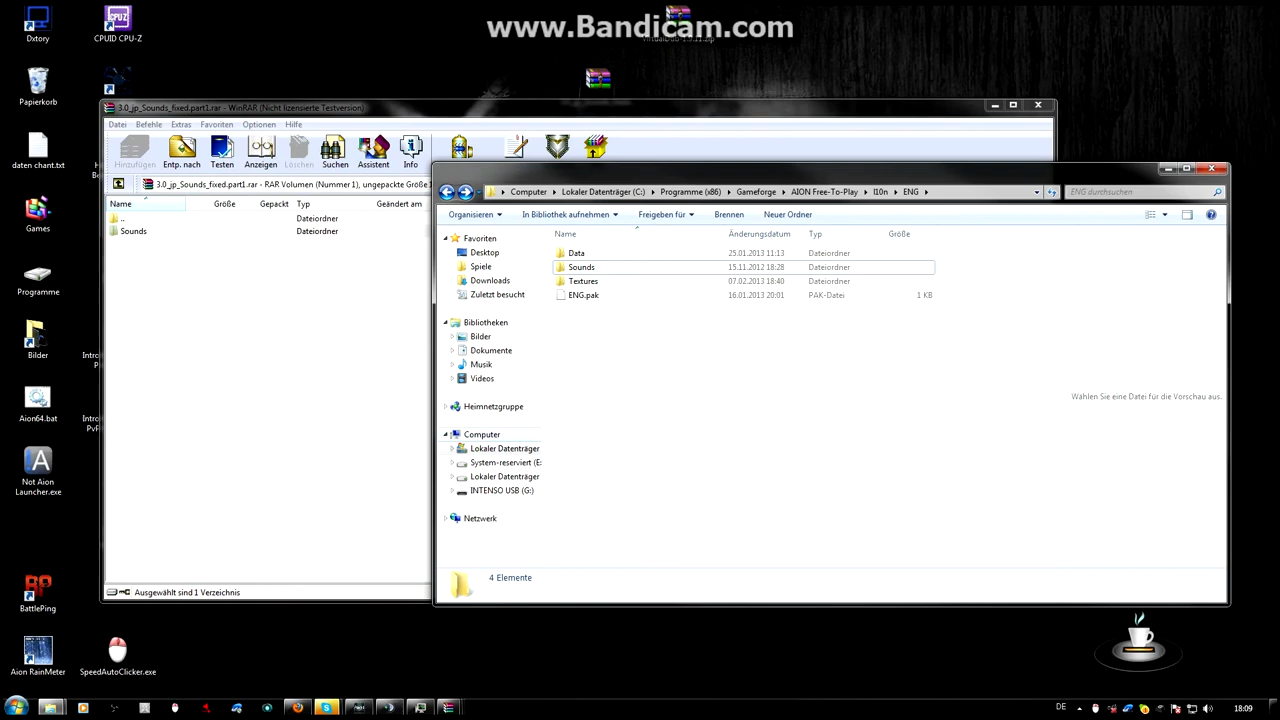 www.Bandicam.com
Dxtory
CPUID CPU-Z
Papierkorb
daten chant.txt
Games
Programme
Bilder
Aion64.bat
Not Aion
Launcher.exe
BattlePing
Aion RainMeter
SpeedAutoClicker.exe
3.0_jp_Sounds_fixed.part1.rar - WinRAR (Nicht lizensierte Testversion)
Datei Befehle Extras Favoriten Optionen Hilfe
Hinzufügen Entp. nach Testen Anzeigen Löschen Suchen Assistent Info
3.0_jp_Sounds_fixed.part1.rar - RAR Volumen (Nummer 1), ungepackte Größe
Name Größe Gepackt Typ Geändert am
.. Dateiordner
Sounds Dateiordner
Ausgewählt sind 1 Verzeichnis
Computer Lokaler Datenträger (C:) Programme (x86) Gameforge AION Free-To-Play l10n ENG
ENG durchsuchen
Organisieren In Bibliothek aufnehmen Freigeben für Brennen Neuer Ordner
Favoriten
Desktop
Spiele
Downloads
Zuletzt besucht
Bibliotheken
Bilder
Dokumente
Musik
Videos
Heimnetzgruppe
Computer
Lokaler Datenträger
System-reserviert (E:
Lokaler Datenträger
INTENSO USB (G:)
Netzwerk
Name Änderungsdatum Typ Größe
Data 25.01.2013 11:13 Dateiordner
Sounds 15.11.2012 18:28 Dateiordner
Textures 07.02.2013 18:40 Dateiordner
ENG.pak 16.01.2013 20:01 PAK-Datei 1 KB
Wählen Sie eine Datei für die Vorschau aus.
4 Elemente
DE
18:09